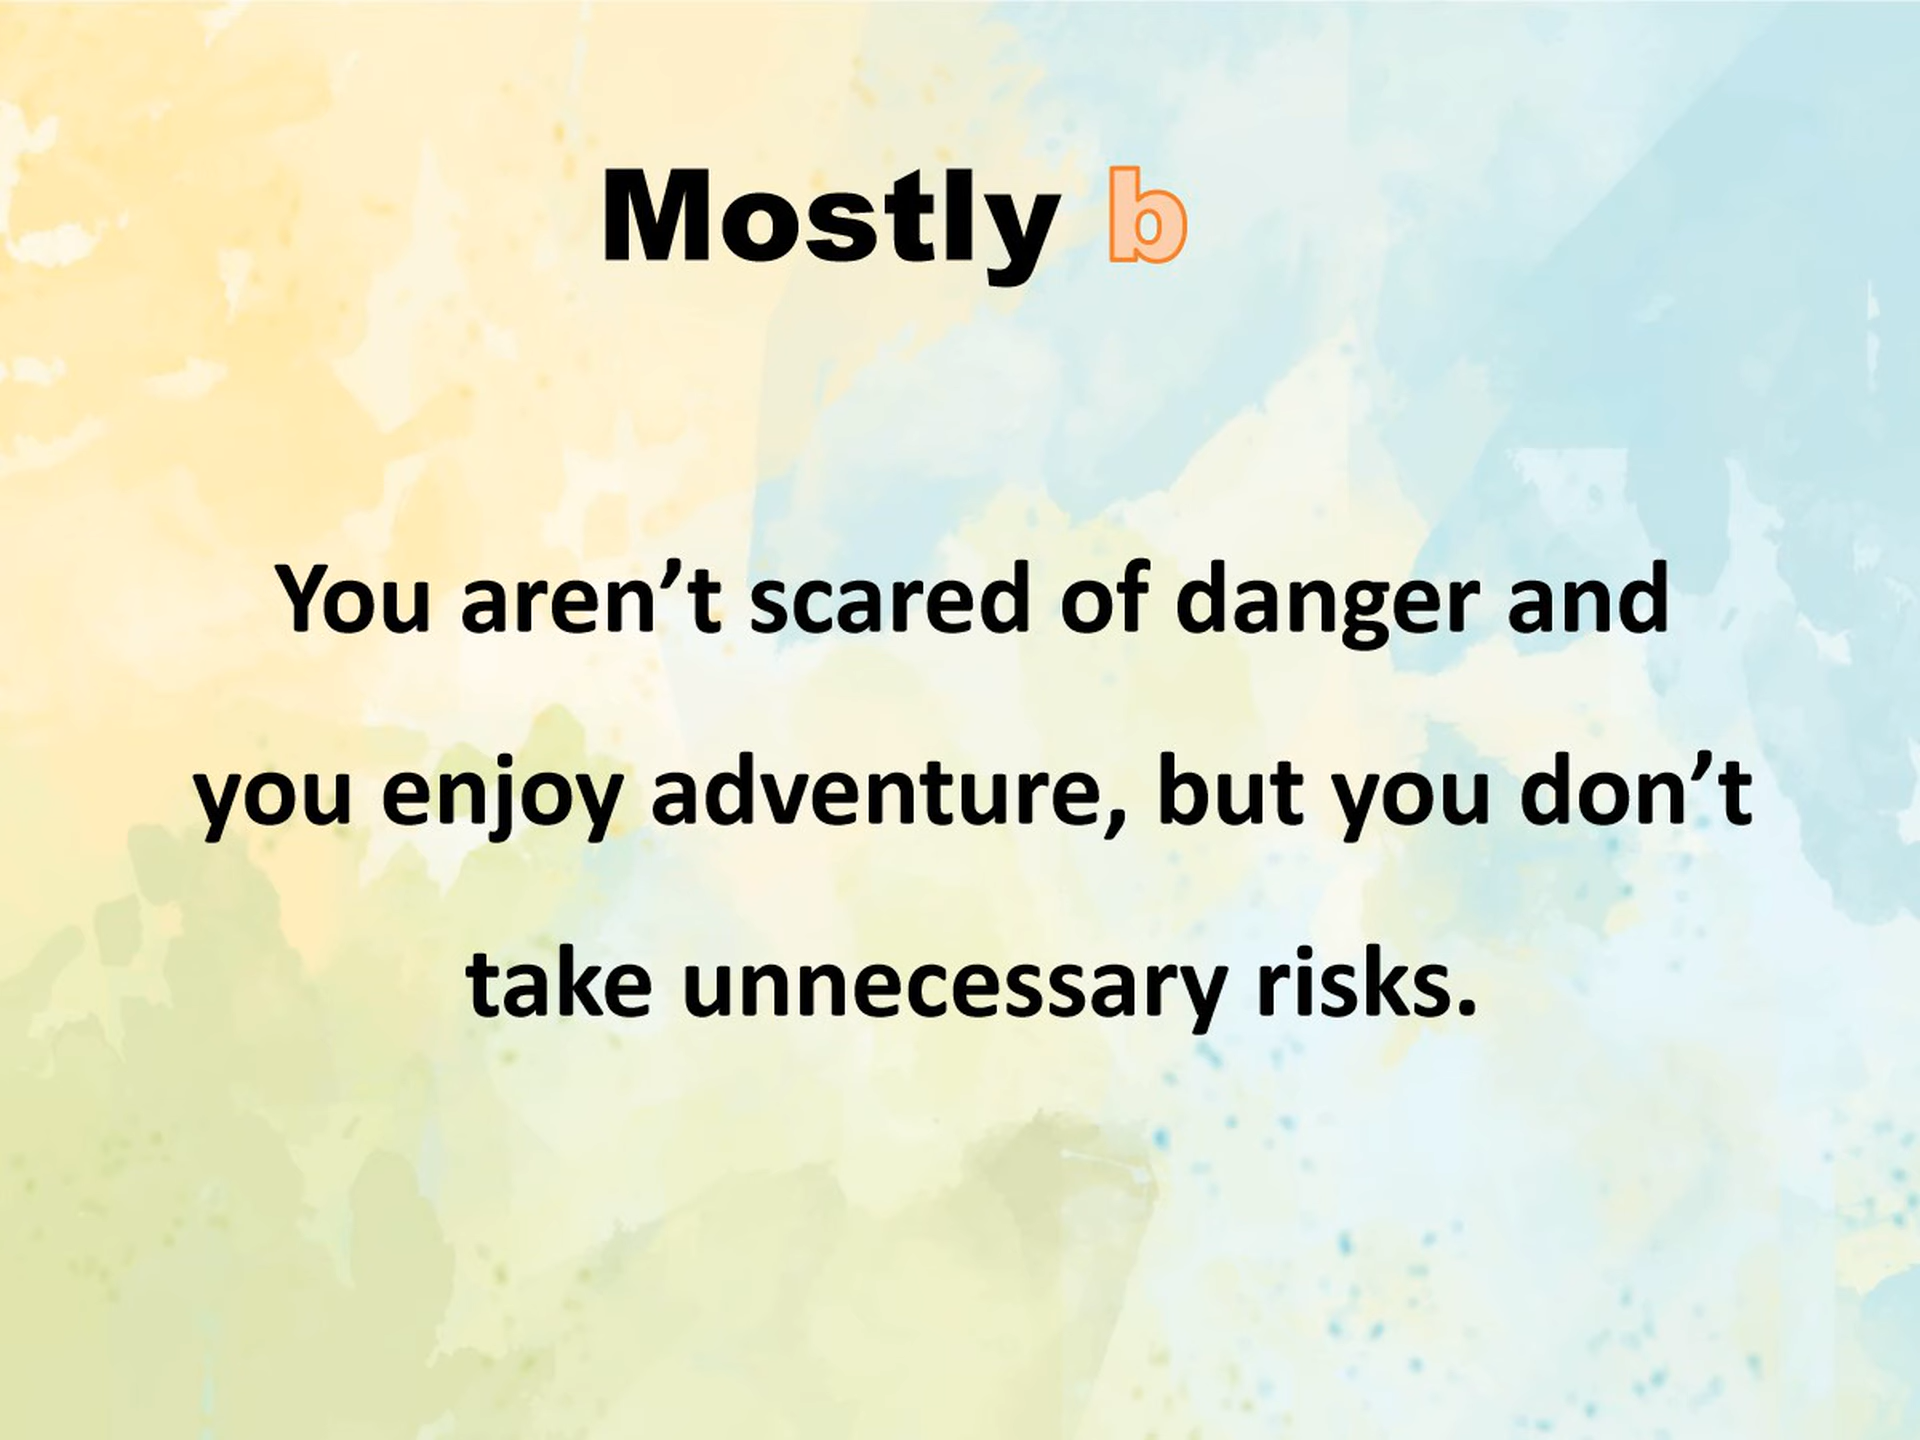 Mostly b
You aren’t scared of danger and
you enjoy adventure, but you don’t
take unnecessary risks.